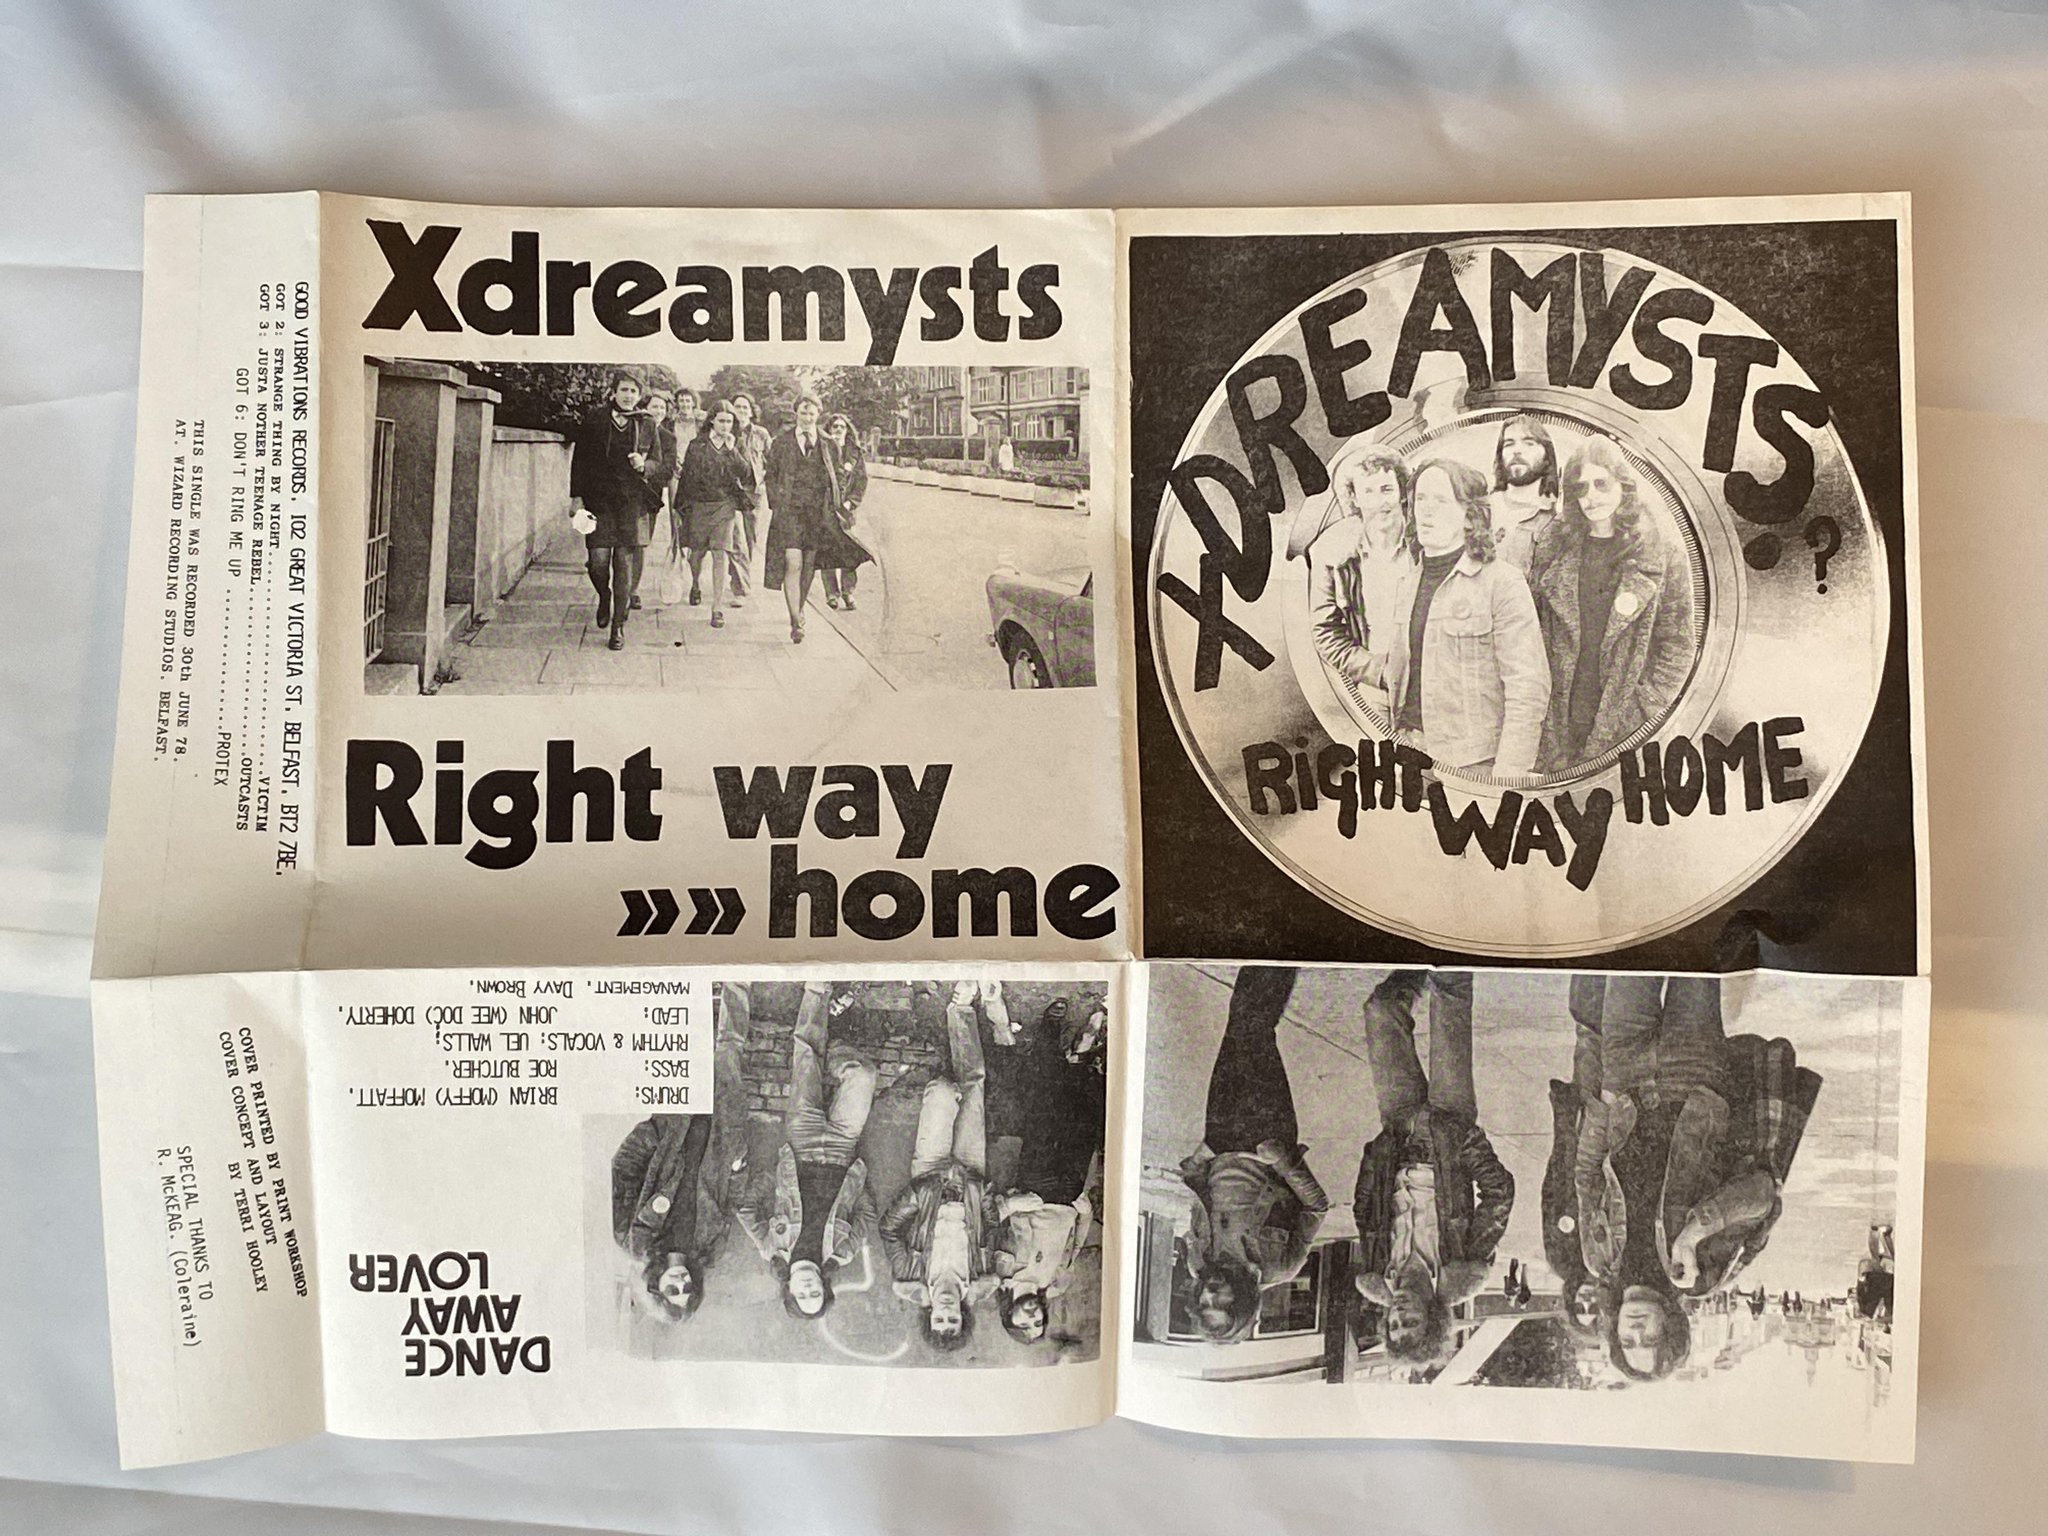 Xdreamysts
Right way
»» home
XDREAMYSTS.?
RIGHT WAY HOME
GOOD VIBRATIONS RECORDS. I02 GREAT VICTORIA ST. BELFAST. BT2 7BE.
GOT 2: STRANGE THING BY NIGHT......................VICTIM
GOT 3: JUSTA NOTHER TEENAGE REBEL..................OUTCASTS
GOT 6: DON'T RING ME UP ..................PROTEX
THIS SINGLE WAS RECORDED 30th JUNE 78.
AT. WIZARD RECORDING STUDIOS. BELFAST.
COVER PRINTED BY PRINT WORKSHOP
COVER CONCEPT AND LAYOUT
BY TERRI HOOLEY
SPECIAL THANKS TO
R. McKEAG. (Coleraine)
DANCE
AWAY
LOVER
DRUMS: BRIAN (MOFFY) MOFFATT.
BASS: ROE BUTCHER.
RHYTHM & VOCALS: UEL WALLS;
LEAD: JOHN (WEE DOC) DOHERTY.
MANAGEMENT. DAVY BROWN.